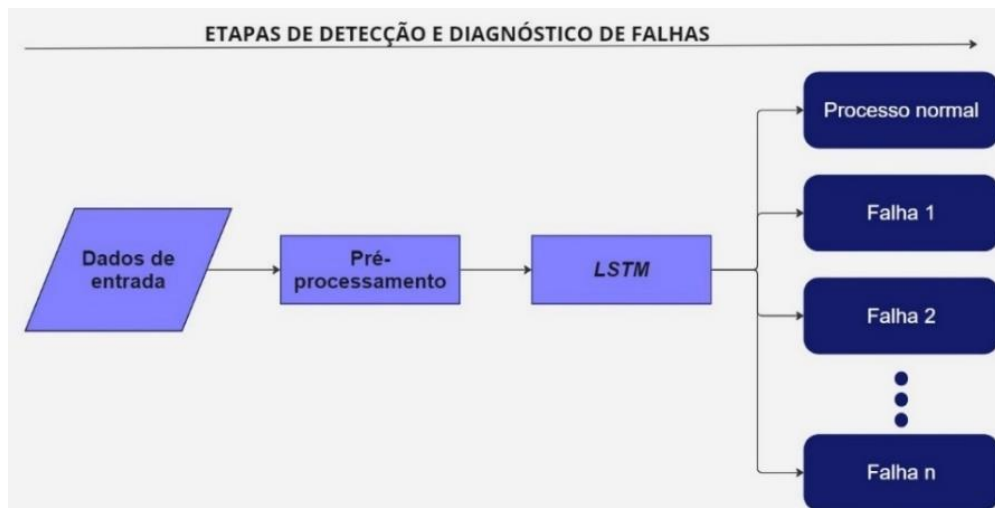 ETAPAS DE DETECÇÃO E DIAGNÓSTICO DE FALHAS
Dados de
entrada
Pré-
processamento
LSTM
Processo normal
Falha 1
Falha 2
Falha n